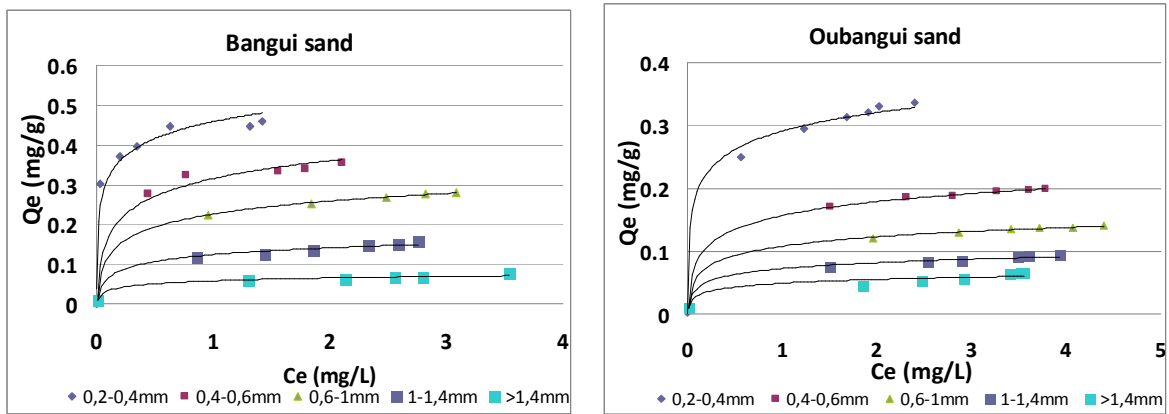 Bangui sand
0.6
0.5
0.4
0.3
0.2
0.1
0
Qe (mg/g)
0 1 2 3 4
Ce (mg/L)
0,2-0,4mm 0,4-0,6mm 0,6-1mm 1-1,4mm >1,4mm
Oubangui sand
0.4
0.3
0.2
0.1
0
Qe (mg/g)
0 1 2 3 4 5
Ce (mg/L)
0,2-0,4mm 0,4-0,6mm 0,6-1mm 1-1,4mm >1,4mm